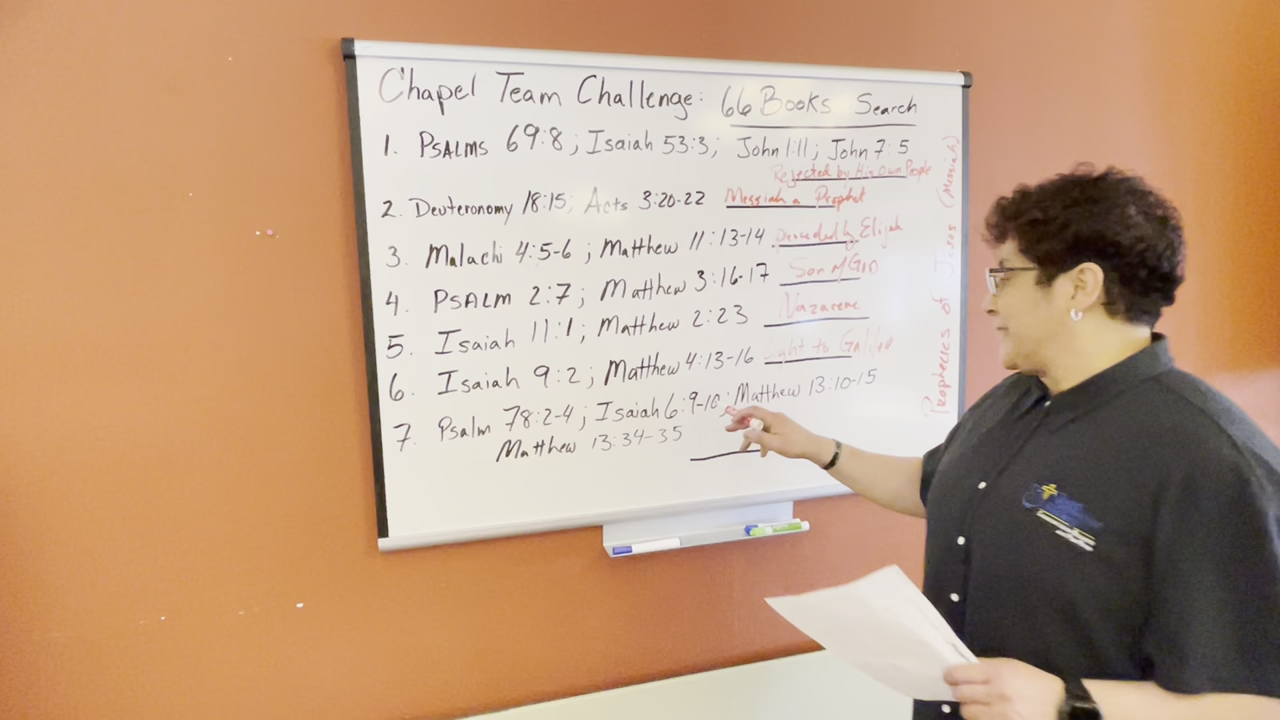 Chapel Team Challenge: 66 Books Search
1. PSALMS 69:8; Isaiah 53:3; John 1:11; John 7:5
Rejected by His Own People
2. Deuteronomy 18:15; Acts 3:20-22 Messiah a Prophet
3. Malachi 4:5-6; Matthew 11:13-14 by Elijah
4. PSALM 2:7; Matthew 3:16-17 Son of GOD
5. Isaiah 11:1; Matthew 2:23 Nazarene
6. Isaiah 9:2; Matthew 4:13-16 Light to Galilee
7. Psalm 78:2-4; Isaiah 6:9-10; Matthew 13:10-15
Matthew 13:34-35
Prophecies of Jesus (Messiah)